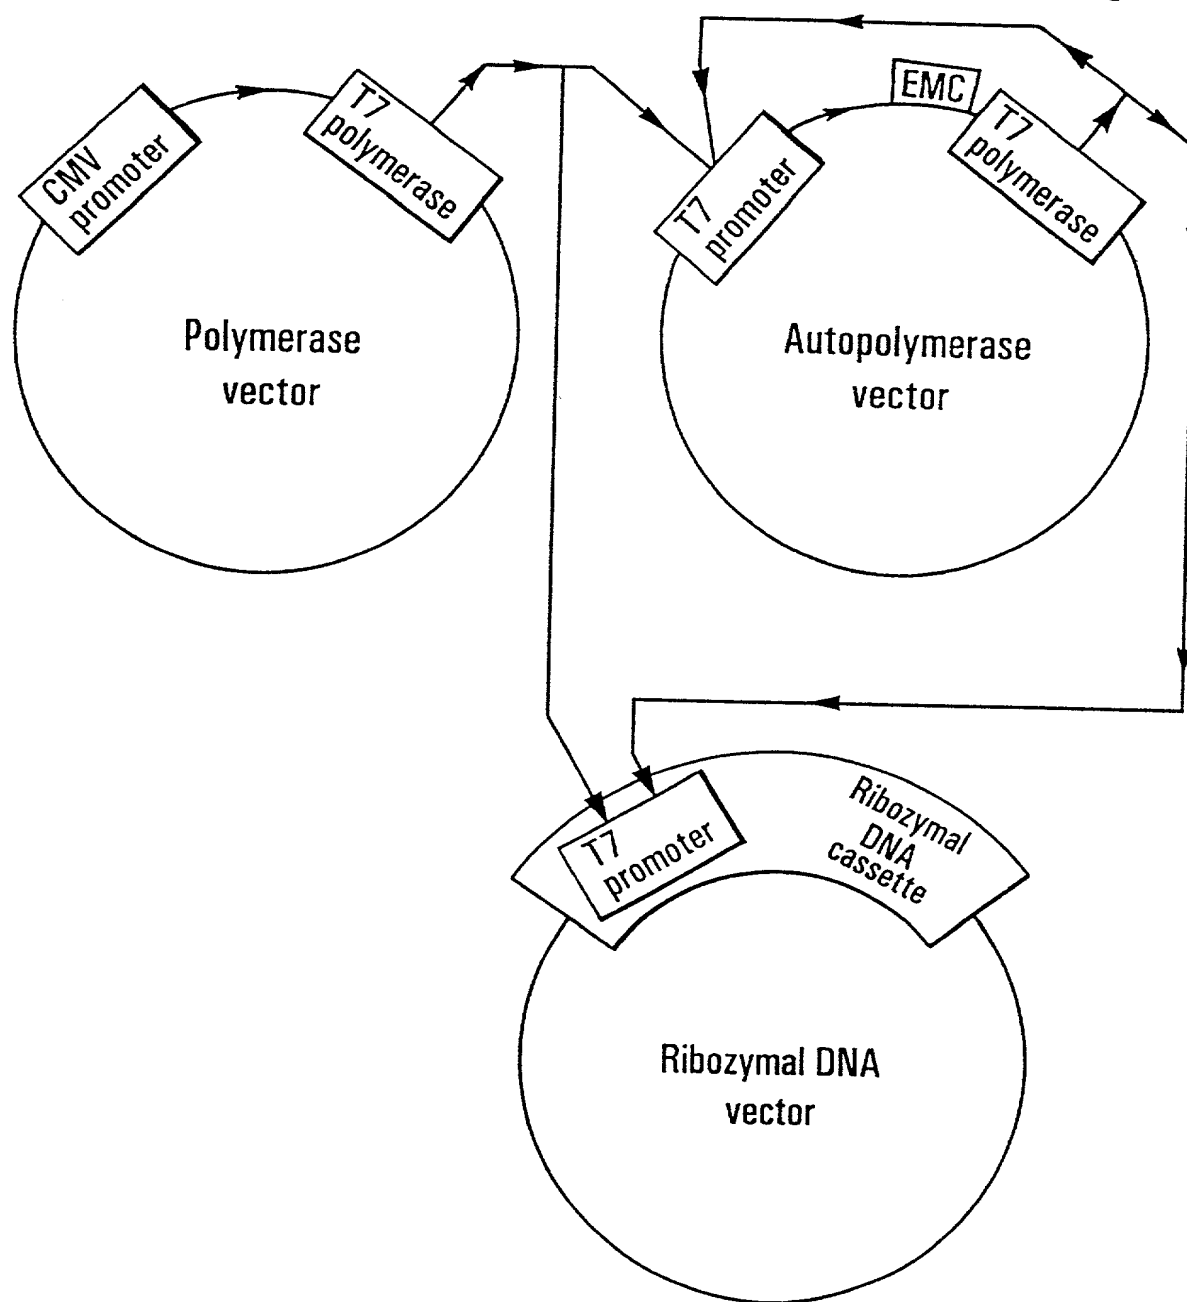 CMV
promoter
T7
polymerase
Polymerase
vector
T7
promoter
EMC
T7
polymerase
Autopolymerase
vector
T7
promoter
Ribozymal
DNA
cassette
Ribozymal DNA
vector